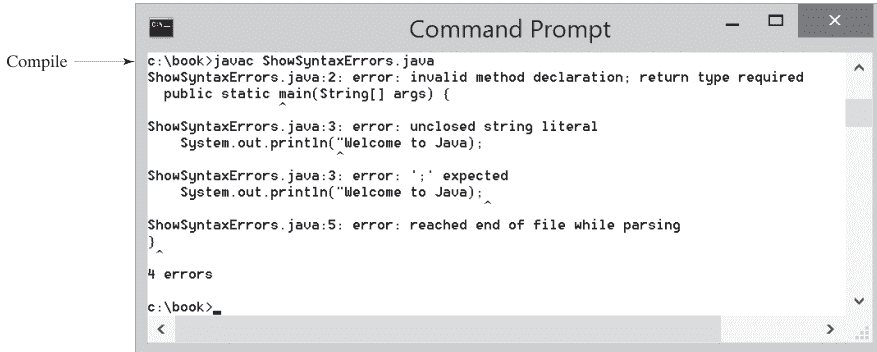 Command Prompt
Compile
c:\book>javac ShowSyntaxErrors.java
ShowSyntaxErrors.java:2: error: invalid method declaration; return type required
public static main(String[] args) {
^
ShowSyntaxErrors.java:3: error: unclosed string literal
System.out.println("Welcome to Java);
^
ShowSyntaxErrors.java:3: error: ';' expected
System.out.println("Welcome to Java);
^
ShowSyntaxErrors.java:5: error: reached end of file while parsing
}
^
4 errors
c:\book>_